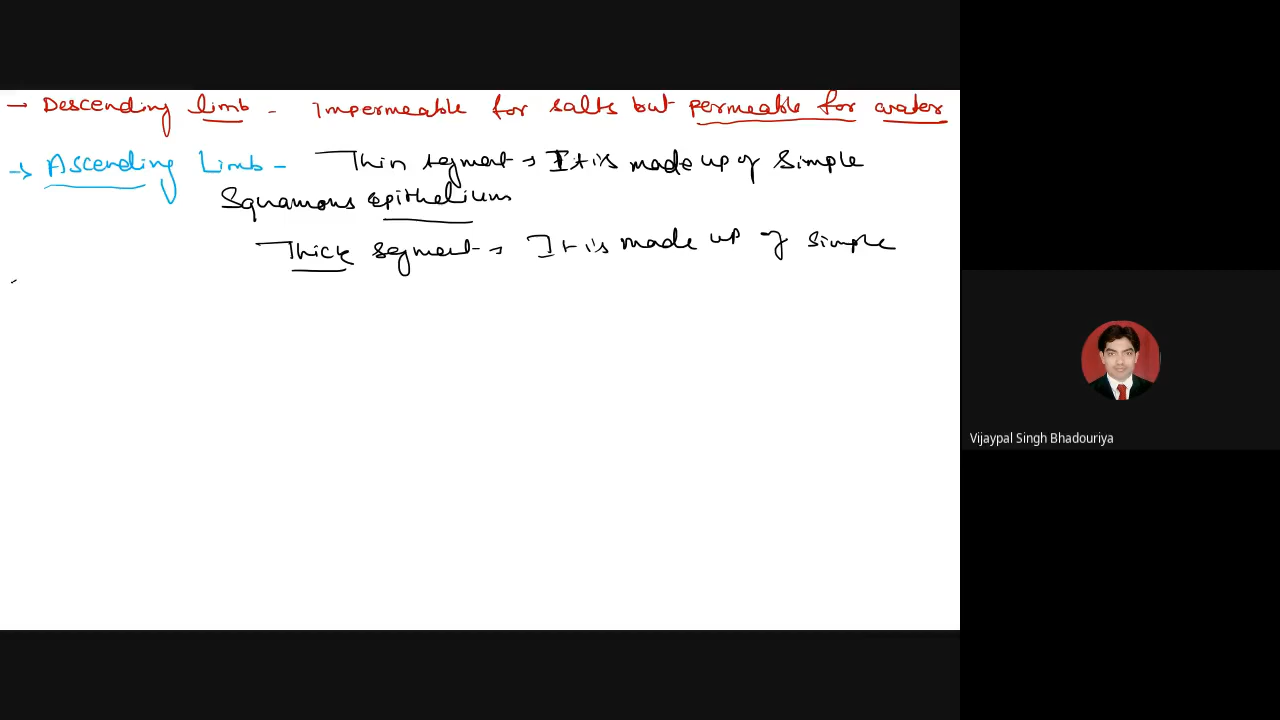 → Descending limb - Impermeable for salts but permeable for water
→ Ascending Limb - Thin segment → It is made up of simple
Squamous epithelium
Thick segment → It is made up of simple
Vijaypal Singh Bhadouriya